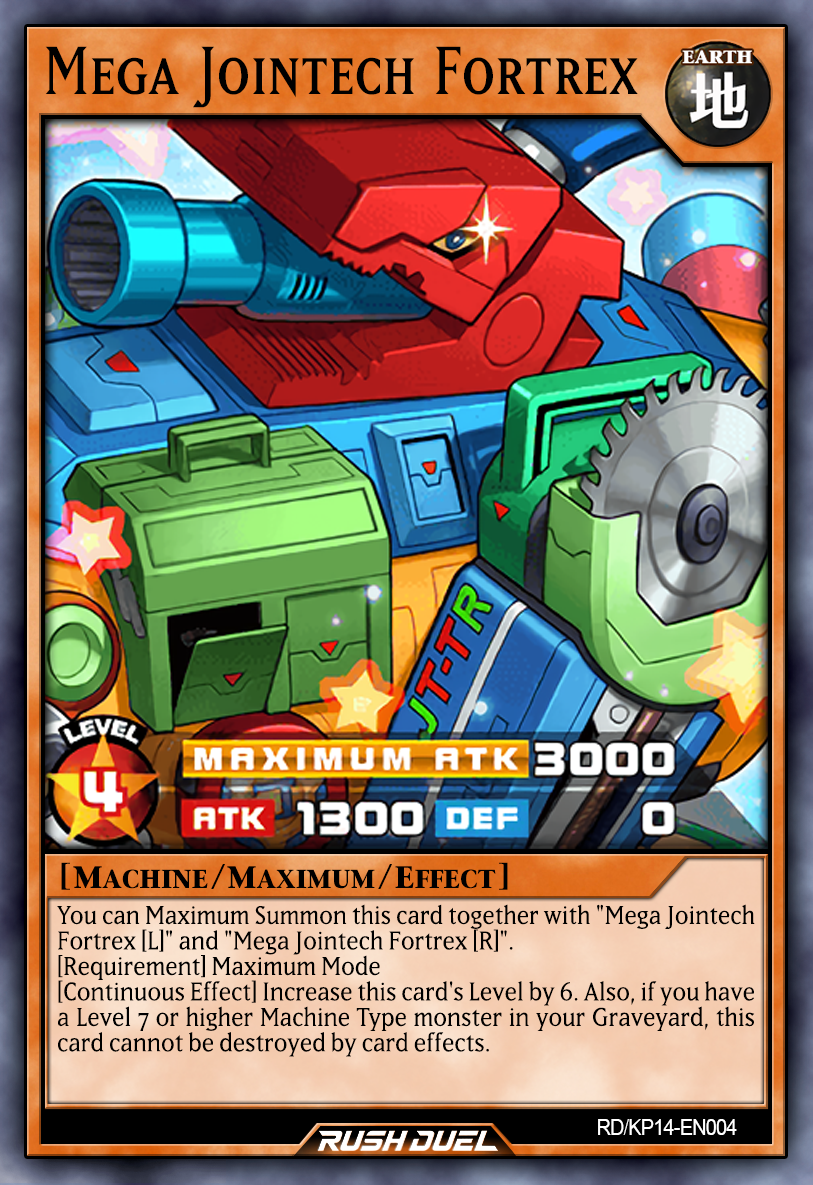 Mega Jointech Fortrex
EARTH
地
JT-TR
LEVEL
4
MAXIMUM ATK 3000
ATK 1300 DEF 0
[Machine/Maximum/Effect]
You can Maximum Summon this card together with "Mega Jointech
Fortrex [L]" and "Mega Jointech Fortrex [R]".
[Requirement] Maximum Mode
[Continuous Effect] Increase this card's Level by 6. Also, if you have
a Level 7 or higher Machine Type monster in your Graveyard, this
card cannot be destroyed by card effects.
RD/KP14-EN004
RUSH DUEL